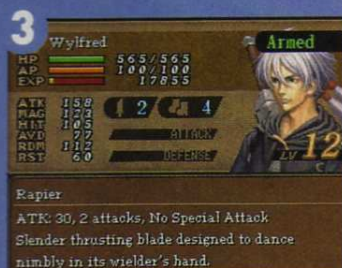 3
Wylfred
Armed
HP 565/565
AP 100/100
EXP 17855
ATK 158
MAG 123
HIT 105
AVD 77
RDM 112
RST 60
2 4
ATTACK
DEFENSE
LV 12
Rapier
ATK: 30, 2 attacks, No Special Attack
Slender thrusting blade designed to dance
nimbly in its wielder's hand.